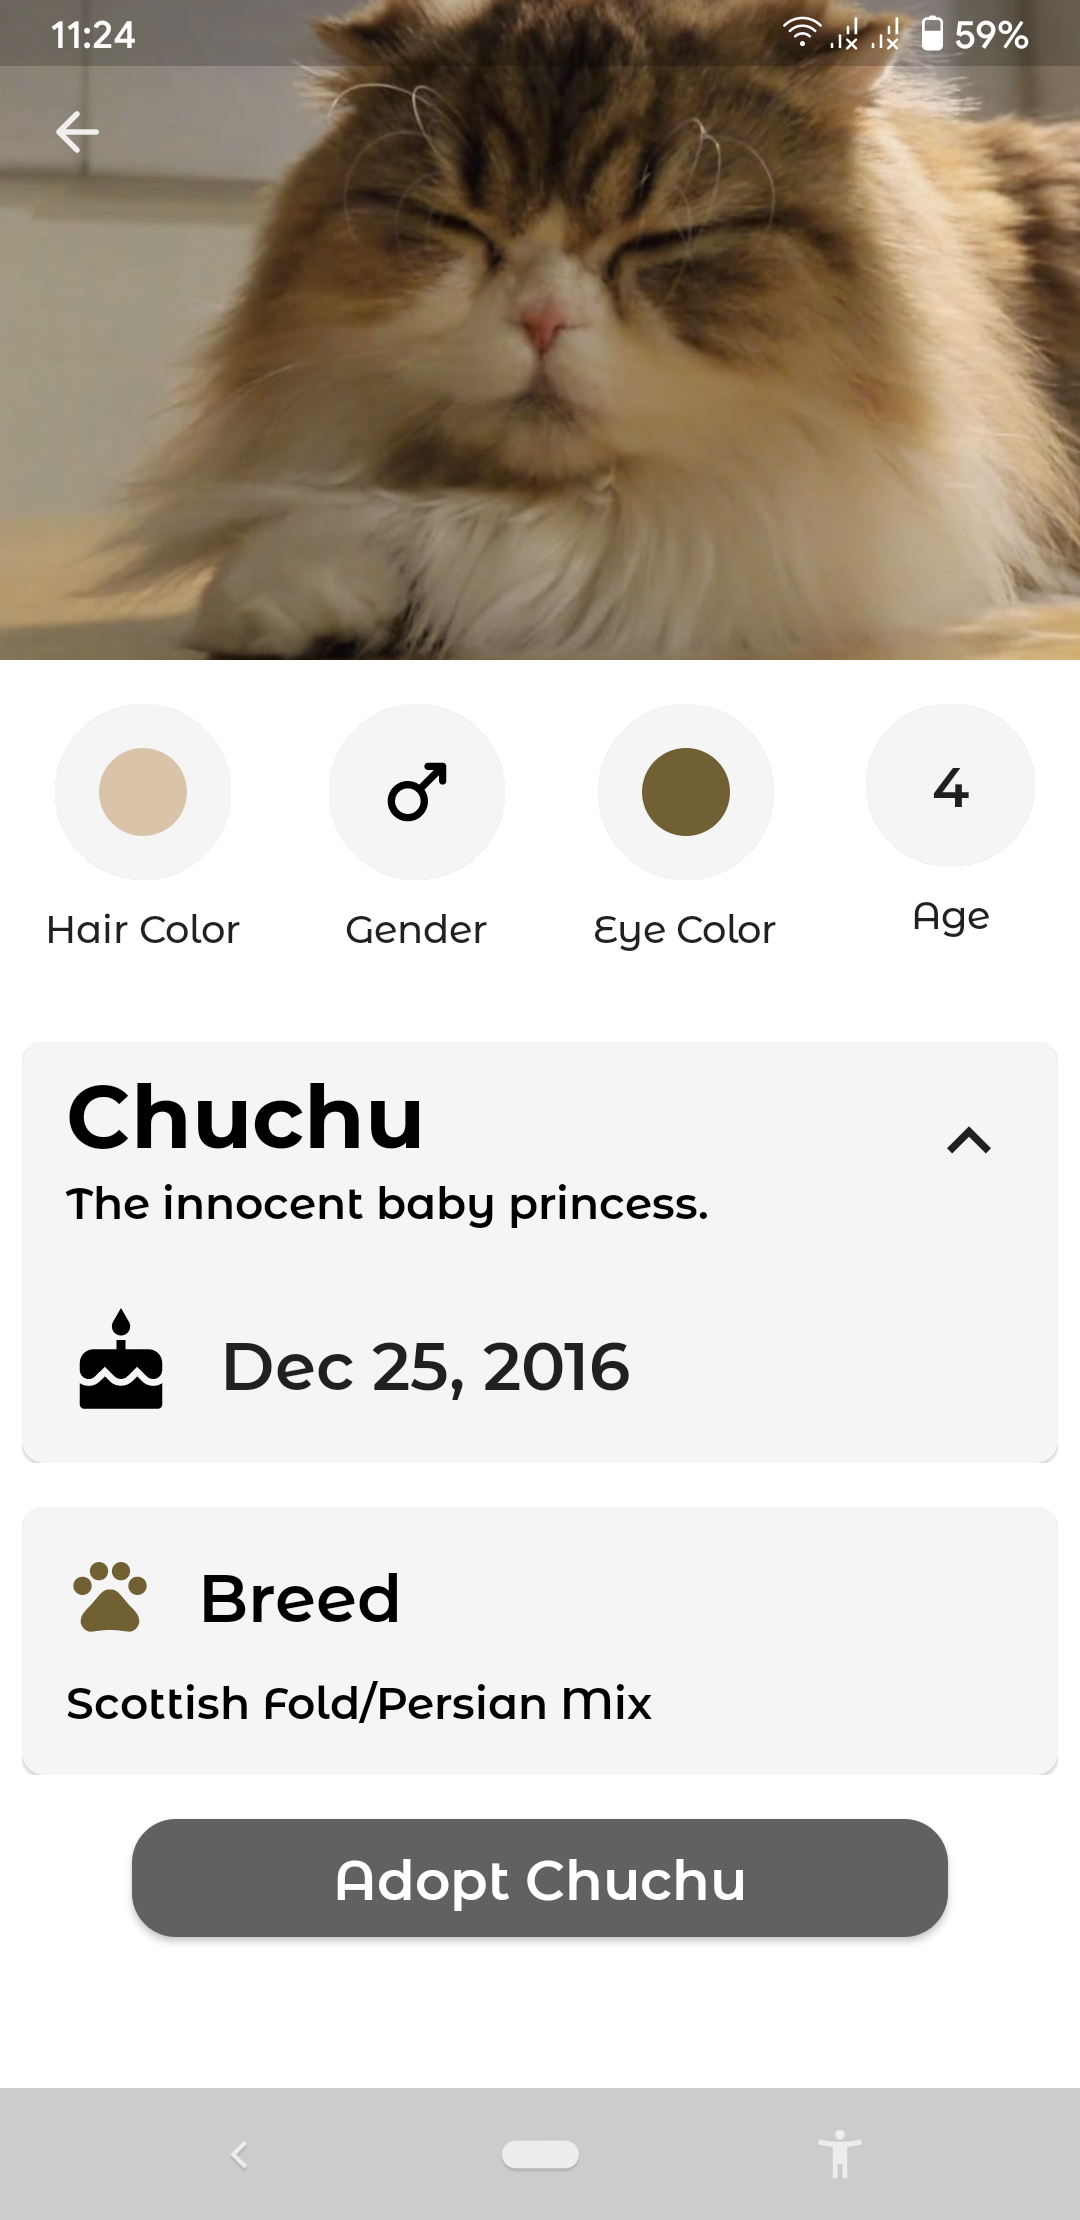 11:24 59%
4
Hair Color Gender Eye Color Age
Chuchu
The innocent baby princess.
Dec 25, 2016
Breed
Scottish Fold/Persian Mix
Adopt Chuchu